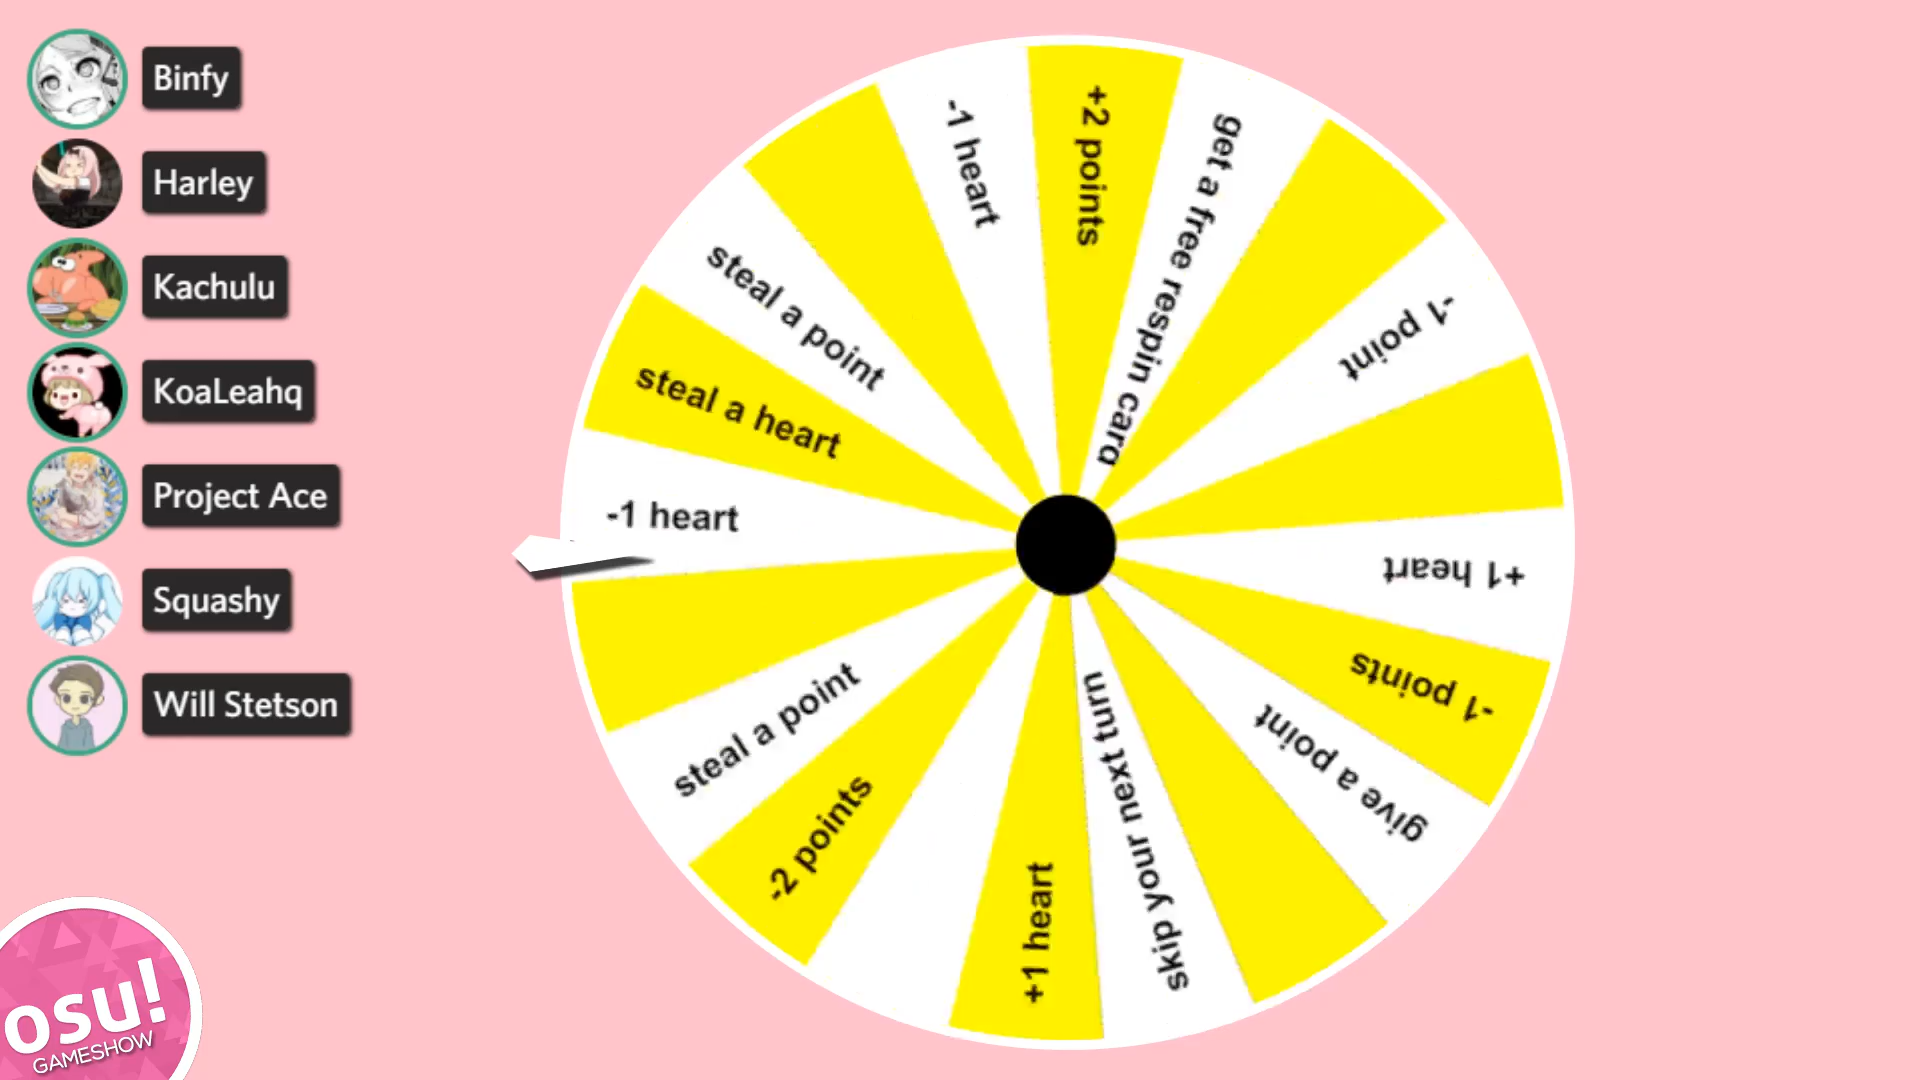 Binfy
Harley
Kachulu
KoaLeahq
Project Ace
Squashy
Will Stetson
osu!
GAMESHOW
+2 points
get a free respin card
-1 point
+1 heart
-1 points
give a point
skip your next turn
+1 heart
-2 points
steal a point
-1 heart
steal a heart
steal a point
-1 heart